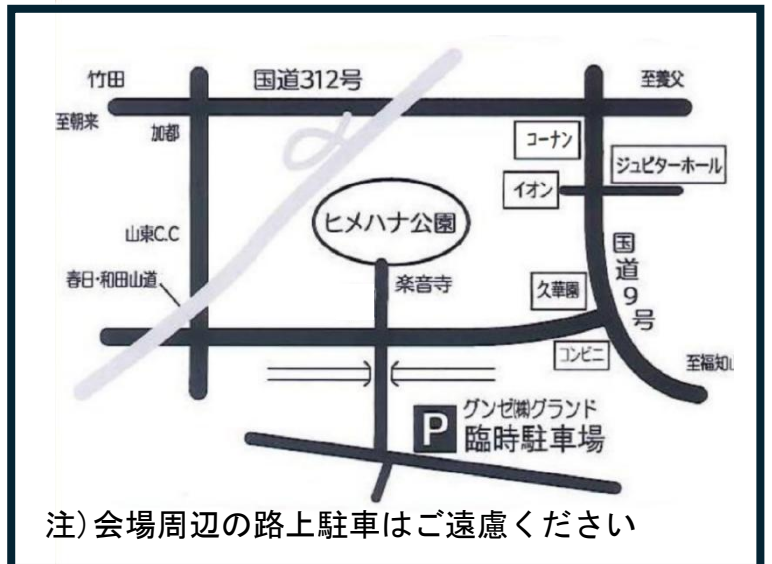 竹田
国道312号
至養父
至朝来
加都
コーナン
ジュピターホール
イオン
ヒメハナ公園
山東C.C
国道9号
春日・和田山道
楽音寺
久華園
コンビニ
至福知山
P
グンゼ㈱グランド
臨時駐車場
注)会場周辺の路上駐車はご遠慮ください